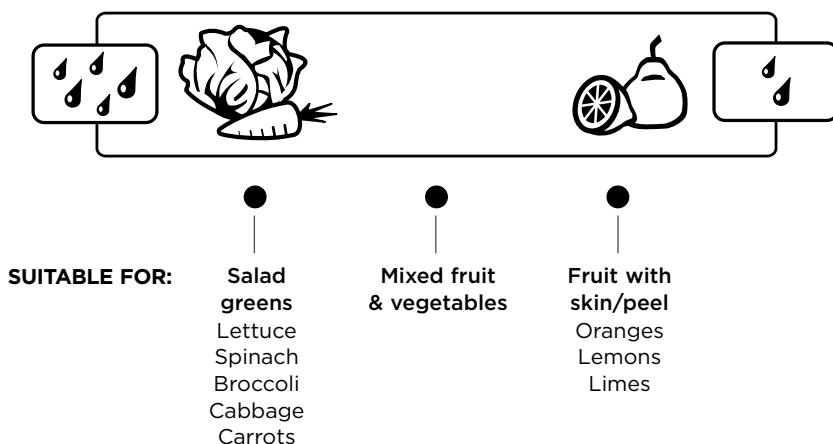 SUITABLE FOR:
Salad
greens
Lettuce
Spinach
Broccoli
Cabbage
Carrots
Mixed fruit
& vegetables
Fruit with
skin/peel
Oranges
Lemons
Limes